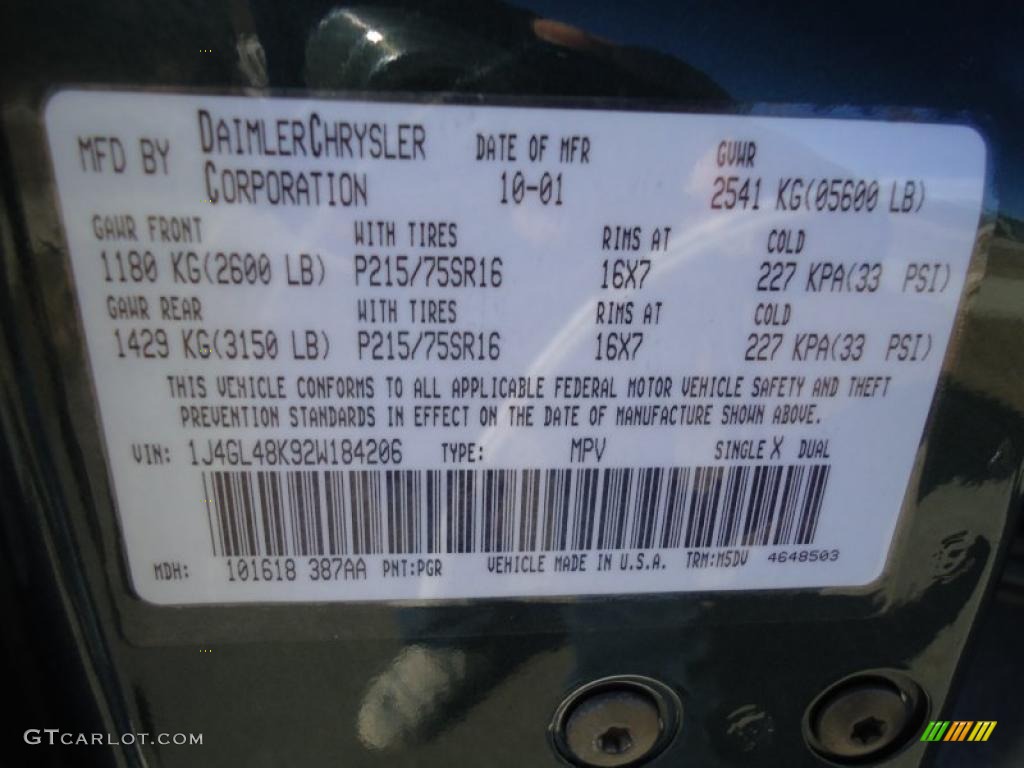 MFD BY DAIMLERCHRYSLER CORPORATION DATE OF MFR 10-01 GVWR 2541 KG(05600 LB)
GAWR FRONT WITH TIRES RIMS AT COLD
1180 KG(2600 LB) P215/75SR16 16X7 227 KPA(33 PSI)
GAWR REAR WITH TIRES RIMS AT COLD
1429 KG(3150 LB) P215/75SR16 16X7 227 KPA(33 PSI)
THIS VEHICLE CONFORMS TO ALL APPLICABLE FEDERAL MOTOR VEHICLE SAFETY AND THEFT
PREVENTION STANDARDS IN EFFECT ON THE DATE OF MANUFACTURE SHOWN ABOVE.
VIN: 1J4GL48K92W184206 TYPE: MPV SINGLE X DUAL
MDH: 101618 387AA PNT:PGR VEHICLE MADE IN U.S.A. TRM:M5DV 4648503
GTCARLOT.COM